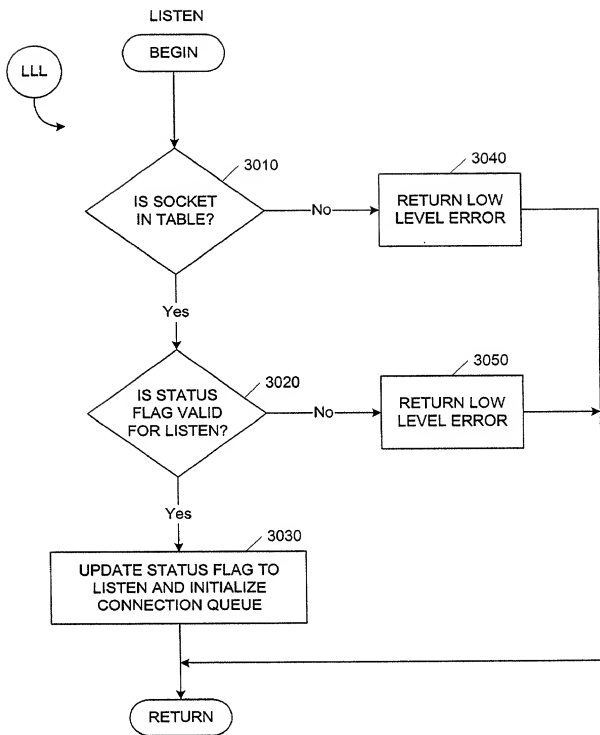 LISTEN
BEGIN
LLL
3010
IS SOCKET
IN TABLE?
No
3040
RETURN LOW
LEVEL ERROR
Yes
3020
IS STATUS
FLAG VALID
FOR LISTEN?
No
3050
RETURN LOW
LEVEL ERROR
Yes
3030
UPDATE STATUS FLAG TO
LISTEN AND INITIALIZE
CONNECTION QUEUE
RETURN